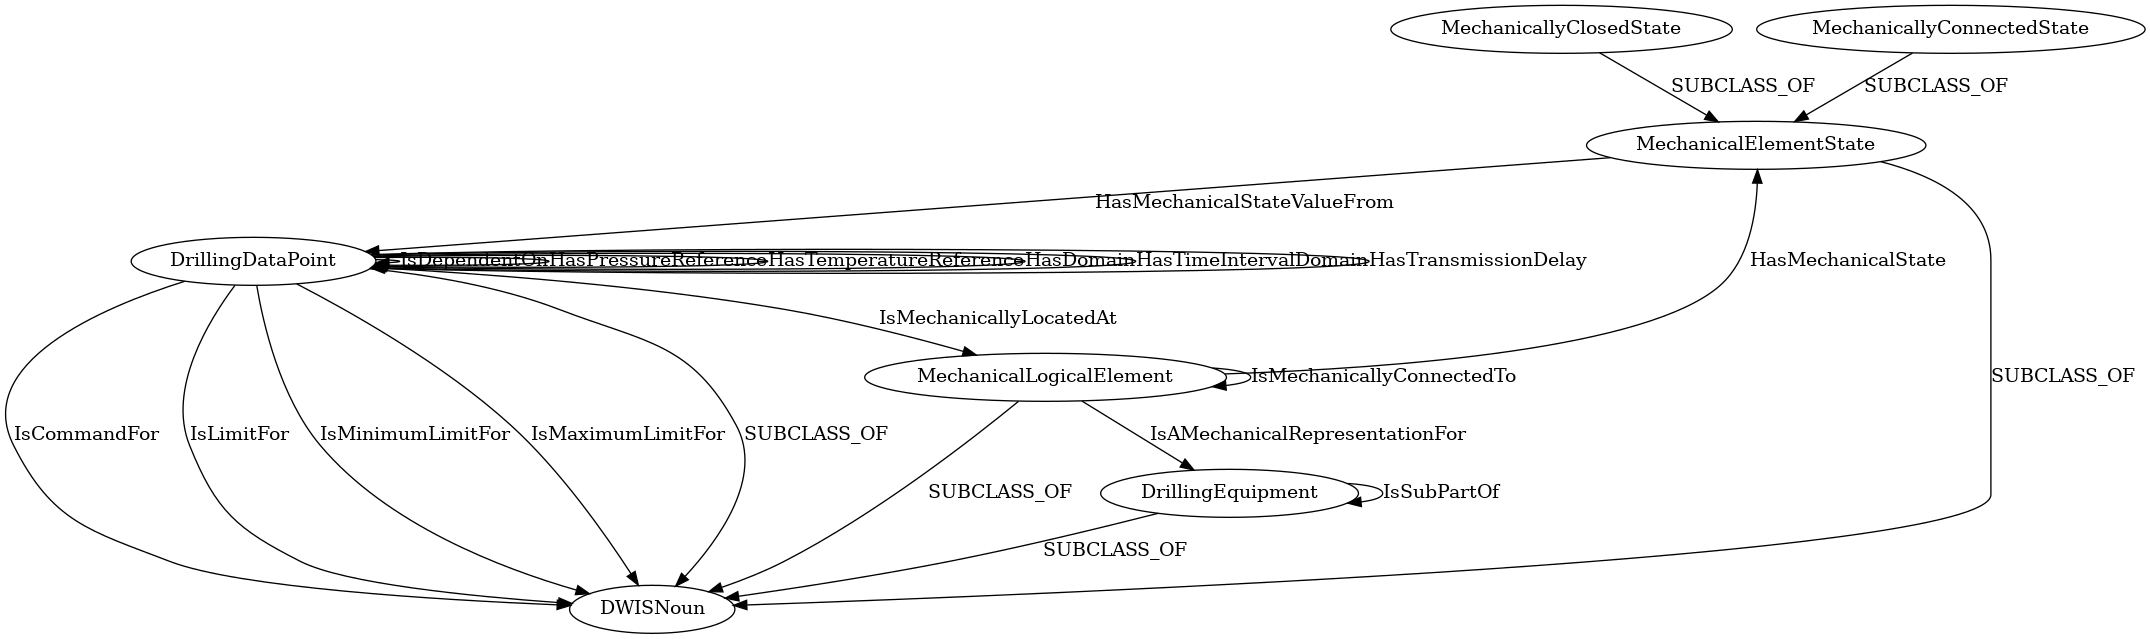 MechanicallyClosedState
MechanicallyConnectedState
SUBCLASS_OF
SUBCLASS_OF
MechanicalElementState
HasMechanicalStateValueFrom
DrillingDataPoint
IsDependentOn
HasPressureReference
HasTemperatureReference
HasDomain
HasTimeIntervalDomain
HasTransmissionDelay
HasMechanicalState
IsMechanicallyLocatedAt
MechanicalLogicalElement
IsMechanicallyConnectedTo
SUBCLASS_OF
IsCommandFor
IsLimitFor
IsMinimumLimitFor
IsMaximumLimitFor
SUBCLASS_OF
IsAMechanicalRepresentationFor
SUBCLASS_OF
DrillingEquipment
IsSubPartOf
SUBCLASS_OF
DWISNoun